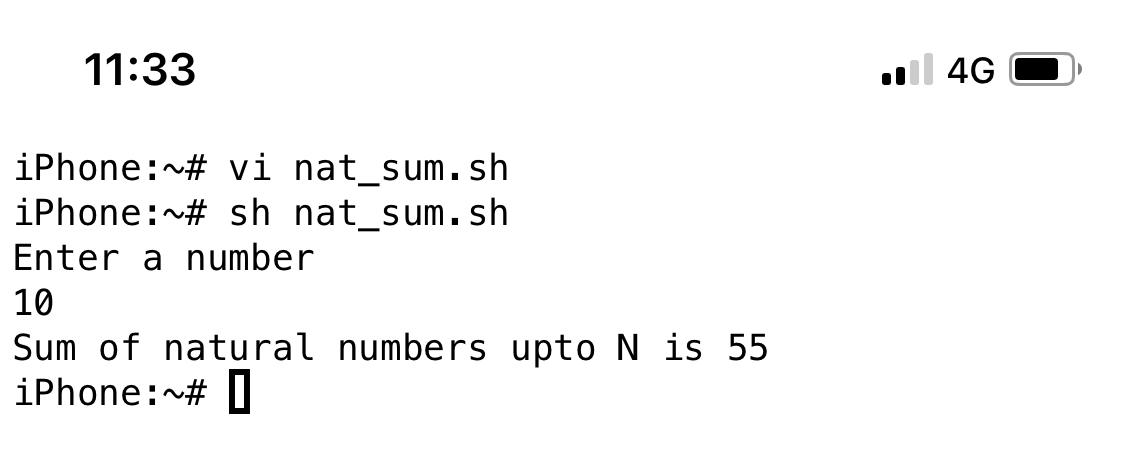 11:33 4G
iPhone:~# vi nat_sum.sh
iPhone:~# sh nat_sum.sh
Enter a number
10
Sum of natural numbers upto N is 55
iPhone:~#